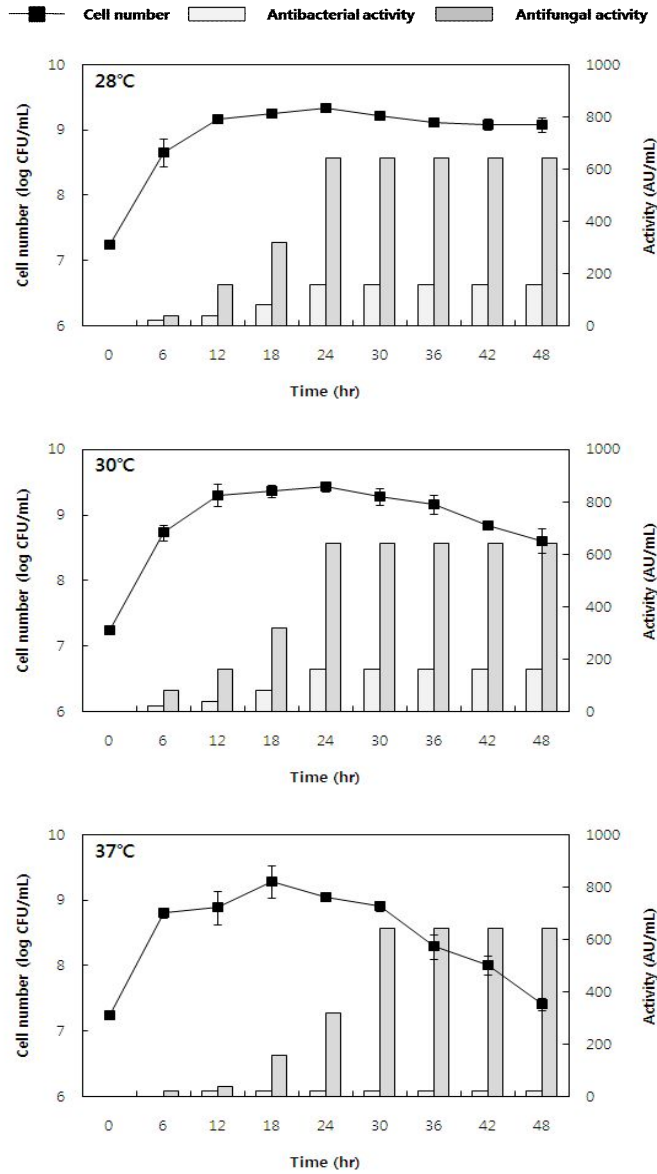 Cell number Antibacterial activity Antifungal activity
28℃
Cell number (log CFU/mL)
10
9
8
7
6
1000
800
600
400
200
0
Activity (AU/mL)
0 6 12 18 24 30 36 42 48
Time (hr)
30℃
Cell number (log CFU/mL)
10
9
8
7
6
1000
800
600
400
200
0
Activity (AU/mL)
0 6 12 18 24 30 36 42 48
Time (hr)
37℃
Cell number (log CFU/mL)
10
9
8
7
6
1000
800
600
400
200
0
Activity (AU/mL)
0 6 12 18 24 30 36 42 48
Time (hr)